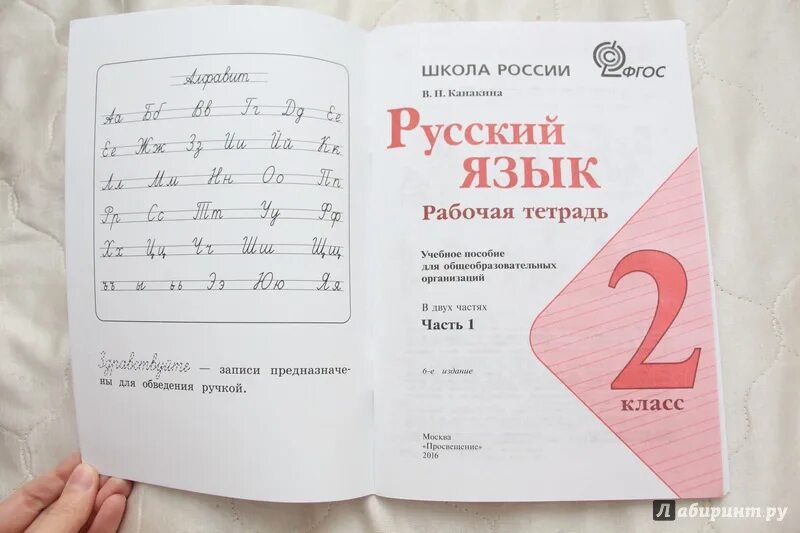 Алфавит
Аа Бб Вв Гг Дд Ее
Ёё Жж Зз Ии Йй Кк
Лл Мм Нн Оо Пп
Рр Сс Тт Уу Фф
Хх Цц Чч Шш Щщ
ъъ ы ьь Ээ Юю Яя
Здравствуйте — записи предназначе-
ны для обведения ручкой.
ШКОЛА РОССИИ
ФГОС
В. П. Канакина
Русский
язык
Рабочая тетрадь
Учебное пособие
для общеобразовательных
организаций
В двух частях
Часть 1
6-е издание
2
класс
Москва
«Просвещение»
2016
Лабиринт.ру